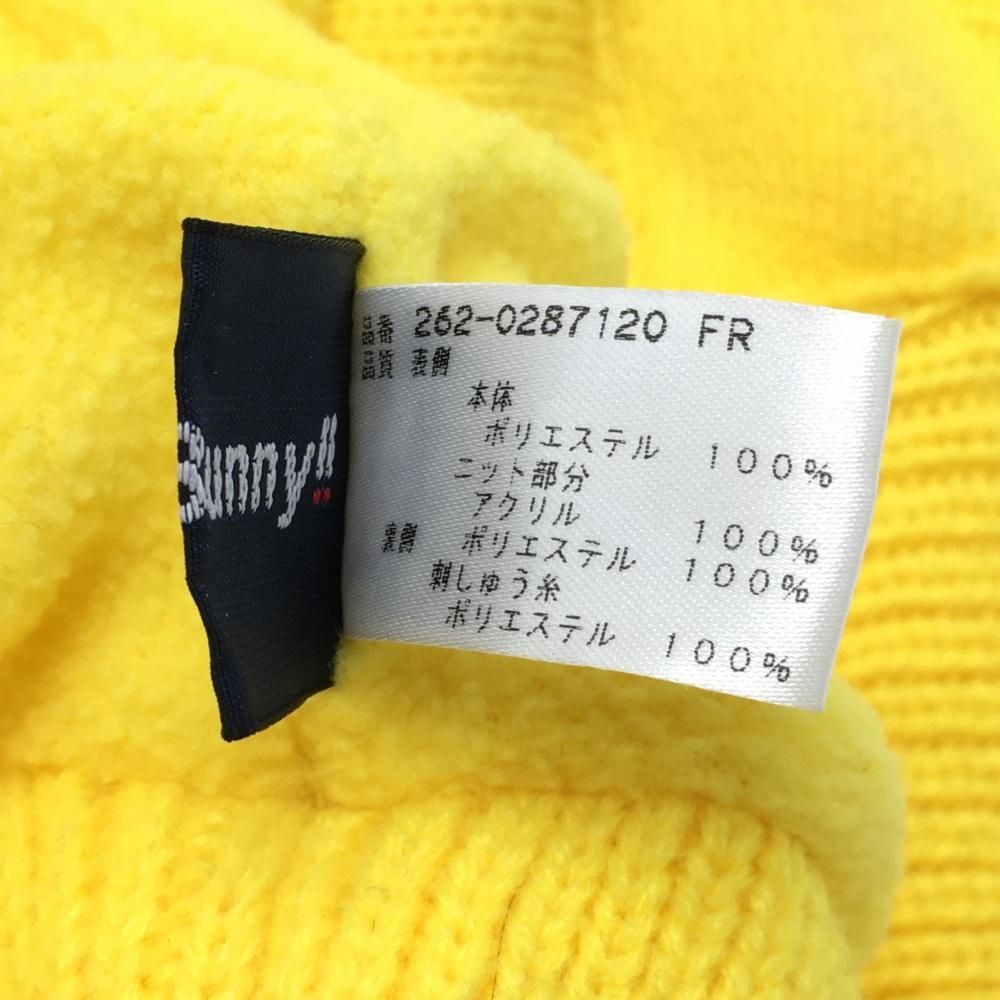 Bunny!!
品番 262-0287120 FR
品質 表側
本体
ポリエステル 100%
ニット部分
アクリル 100%
裏側 ポリエステル 100%
刺しゅう糸
ポリエステル 100%